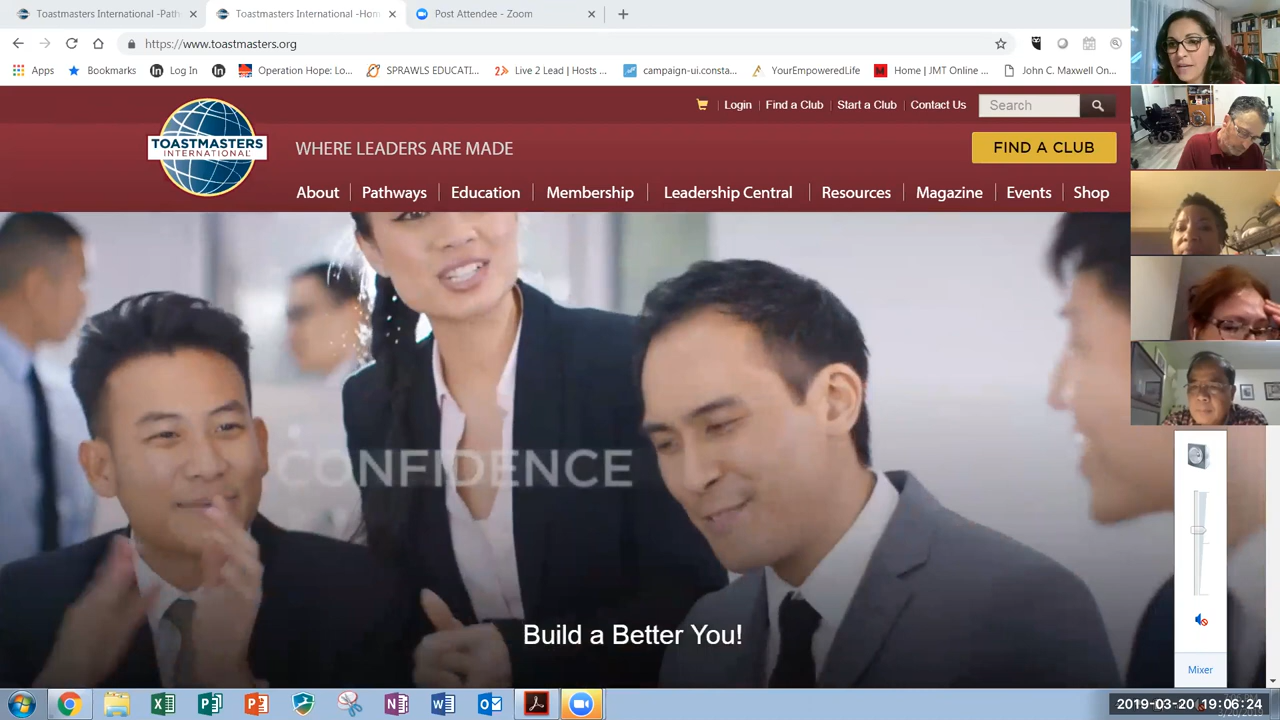 Toastmasters International -Path
Toastmasters International -Hom
Post Attendee - Zoom
https://www.toastmasters.org
Apps
Bookmarks
Log In
Operation Hope: Lo...
SPRAWLS EDUCATI...
Live 2 Lead | Hosts ...
campaign-ui.consta...
YourEmpoweredLife
Home | JMT Online ...
John C. Maxwell On...
Login
Find a Club
Start a Club
Contact Us
Search
TOASTMASTERS
INTERNATIONAL
WHERE LEADERS ARE MADE
FIND A CLUB
About
Pathways
Education
Membership
Leadership Central
Resources
Magazine
Events
Shop
CONFIDENCE
Build a Better You!
Mixer
2019-03-20 19:06:24